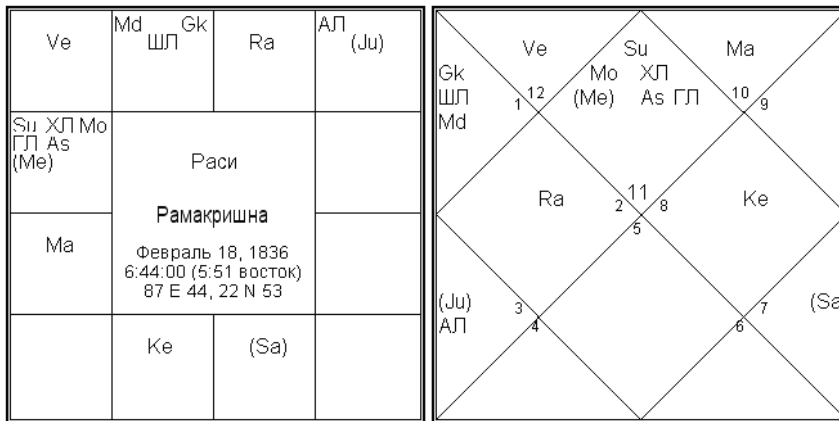 Ve
Md Gk
ШЛ
Ra
АЛ
(Ju)
Su ХЛ Mo
ГЛ As
(Me)
Раси
Рамакришна
Февраль 18, 1836
6:44:00 (5:51 восток)
87 E 44, 22 N 53
Ma
Ke
(Sa)
Ve
Su
Ma
Gk
ШЛ
Md
Mo ХЛ
(Me) As ГЛ
12
1
10
9
Ra
2
11
8
5
Ke
(Ju)
АЛ
3
4
7
6
(Sa